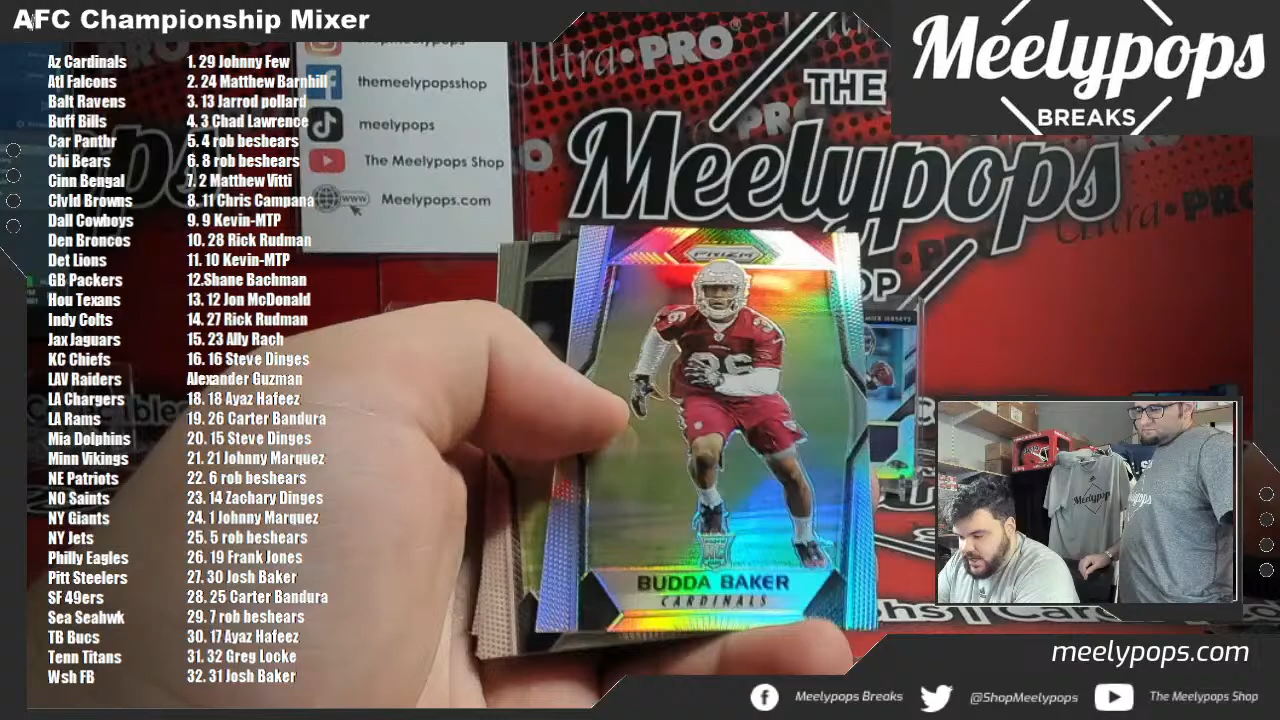 AFC Championship Mixer
Az Cardinals 1. 29 Johnny Few
Atl Falcons 2. 24 Matthew Barnhill
Balt Ravens 3. 13 Jarrod pollard
Buff Bills 4. 3 Chad Lawrence
Car Panthr 5. 4 rob beshears
Chi Bears 6. 8 rob beshears
Cinn Bengal 7. 2 Matthew Vitti
Clvld Browns 8. 11 Chris Campana
Dall Cowboys 9. 9 Kevin-MTP
Den Broncos 10. 28 Rick Rudman
Det Lions 11. 10 Kevin-MTP
GB Packers 12.Shane Bachman
Hou Texans 13. 12 Jon McDonald
Indy Colts 14. 27 Rick Rudman
Jax Jaguars 15. 23 Ally Rach
KC Chiefs 16. 16 Steve Dinges
LAV Raiders Alexander Guzman
LA Chargers 18. 18 Ayaz Hafeez
LA Rams 19. 26 Carter Bandura
Mia Dolphins 20. 15 Steve Dinges
Minn Vikings 21. 21 Johnny Marquez
NE Patriots 22. 6 rob beshears
NO Saints 23. 14 Zachary Dinges
NY Giants 24. 1 Johnny Marquez
NY Jets 25. 5 rob beshears
Philly Eagles 26. 19 Frank Jones
Pitt Steelers 27. 30 Josh Baker
SF 49ers 28. 25 Carter Bandura
Sea Seahwk 29. 7 rob beshears
TB Bucs 30. 17 Ayaz Hafeez
Tenn Titans 31. 32 Greg Locke
Wsh FB 32. 31 Josh Baker
themeelypopsshop
meelypops
The Meelypops Shop
www
Meelypops.com
Ultra•PRO
THE
Meelypops
OP
Meelypops
BREAKS
PRIZM
36
RC
BUDDA BAKER
CARDINALS
Meelypop
meelypops.com
Meelypops Breaks
@ShopMeelypops
The Meelypops Shop